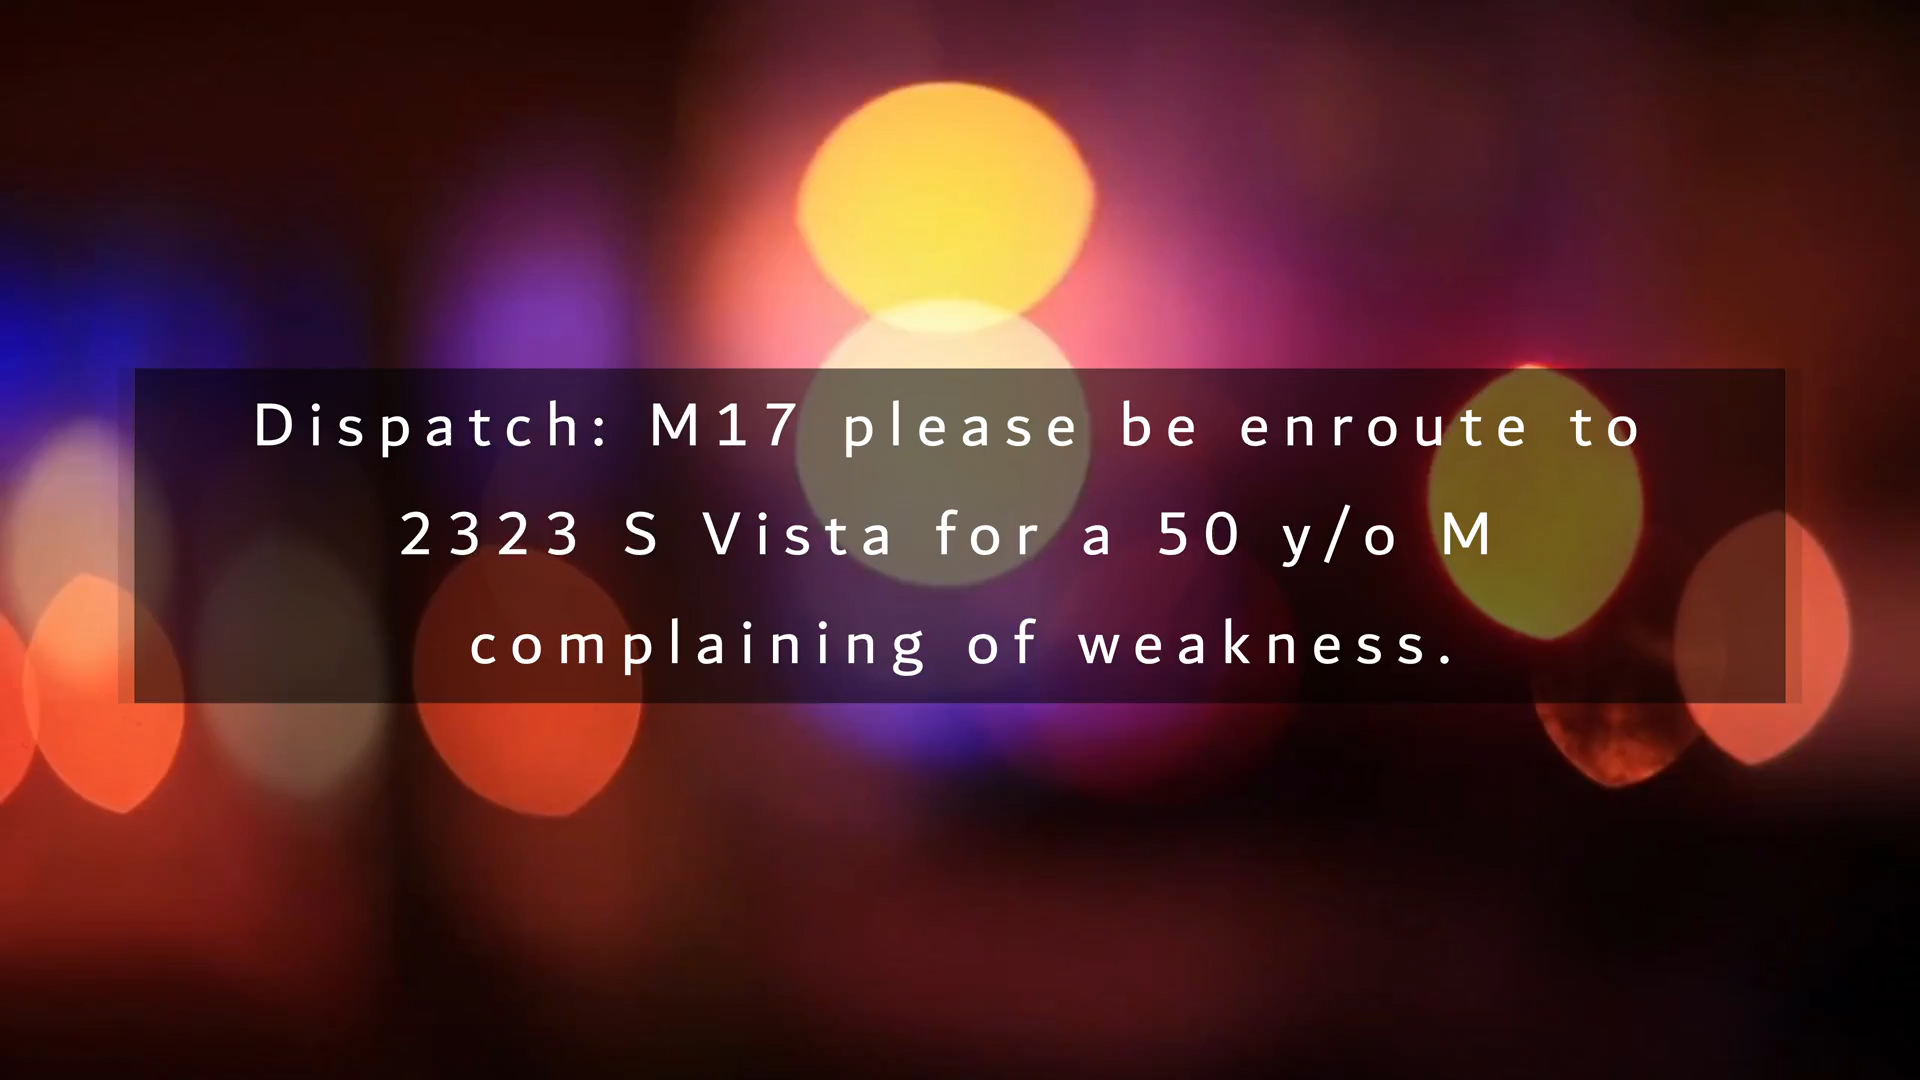 Dispatch: M17 please be enroute to
2323 S Vista for a 50 y/o M
complaining of weakness.